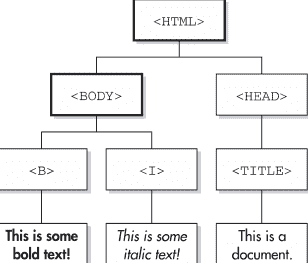 <HTML>
<BODY>
<HEAD>
<B>
<I>
<TITLE>
This is some
bold text!
This is some
italic text!
This is a
document.